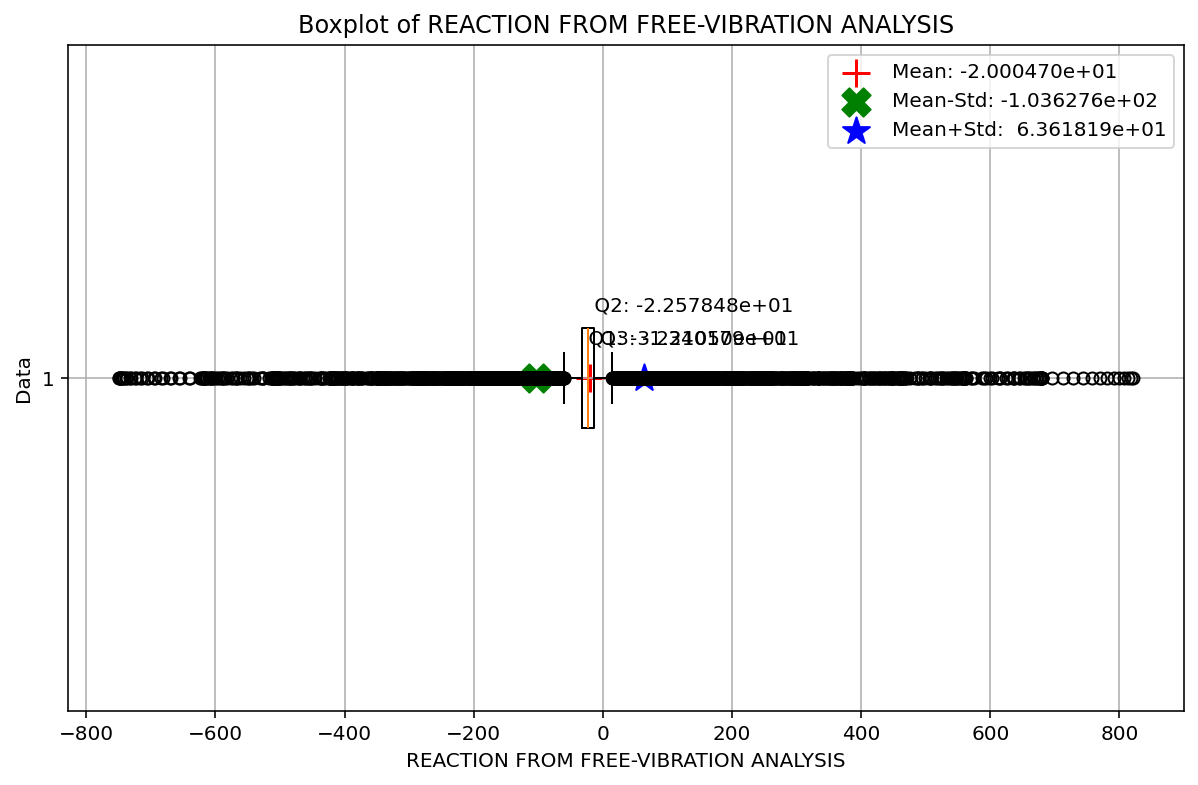 Boxplot of REACTION FROM FREE-VIBRATION ANALYSIS
Mean: -2.000470e+01
Mean-Std: -1.036276e+02
Mean+Std:  6.361819e+01
Q2: -2.257848e+01
Data
1
−800 −600 −400 −200 0 200 400 600 800
REACTION FROM FREE-VIBRATION ANALYSIS